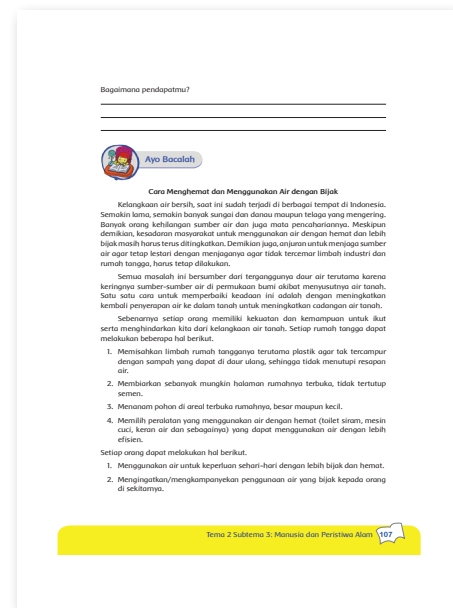 Bagaimana pendapatmu?
Ayo Bacalah
Cara Menghemat dan Menggunakan Air dengan Bijak
Kelangkaan air bersih, saat ini sudah terjadi di berbagai tempat di Indonesia.
Semakin lama, semakin banyak sungai dan danau maupun telaga yang mengering.
Banyak orang kehilangan sumber air dan juga mata pencahariannya. Meskipun
demikian, kesadaran masyarakat untuk menggunakan air dengan hemat dan lebih
bijak masih harus terus ditingkatkan. Demikian juga, anjuran untuk menjaga sumber
air agar tetap lestari dengan menjaganya agar tidak tercemar limbah industri dan
rumah tangga, harus tetap dilakukan.
Semua masalah ini bersumber dari terganggunya daur air terutama karena
keringnya sumber-sumber air di permukaan bumi akibat menyusutnya air tanah.
Satu satu cara untuk memperbaiki keadaan ini adalah dengan meningkatkan
kembali penyerapan air ke dalam tanah untuk meningkatkan cadangan air tanah.
Sebenarnya setiap orang memiliki kekuatan dan kemampuan untuk ikut
serta menghindarkan kita dari kelangkaan air tanah. Setiap rumah tangga dapat
melakukan beberapa hal berikut.
1. Memisahkan limbah rumah tangganya terutama plastik agar tak tercampur
dengan sampah yang dapat di daur ulang, sehingga tidak menutupi resapan
air.
2. Membiarkan sebanyak mungkin halaman rumahnya terbuka, tidak tertutup
semen.
3. Menanam pohon di areal terbuka rumahnya, besar maupun kecil.
4. Memilih peralatan yang menggunakan air dengan hemat (toilet siram, mesin
cuci, keran air dan sebagainya) yang dapat menggunakan air dengan lebih
efisien.
Setiap orang dapat melakukan hal berikut.
1. Menggunakan air untuk keperluan sehari-hari dengan lebih bijak dan hemat.
2. Mengingatkan/mengkampanyekan penggunaan air yang bijak kepada orang
di sekitarnya.
Tema 2 Subtema 3: Manusia dan Peristiwa Alam 107